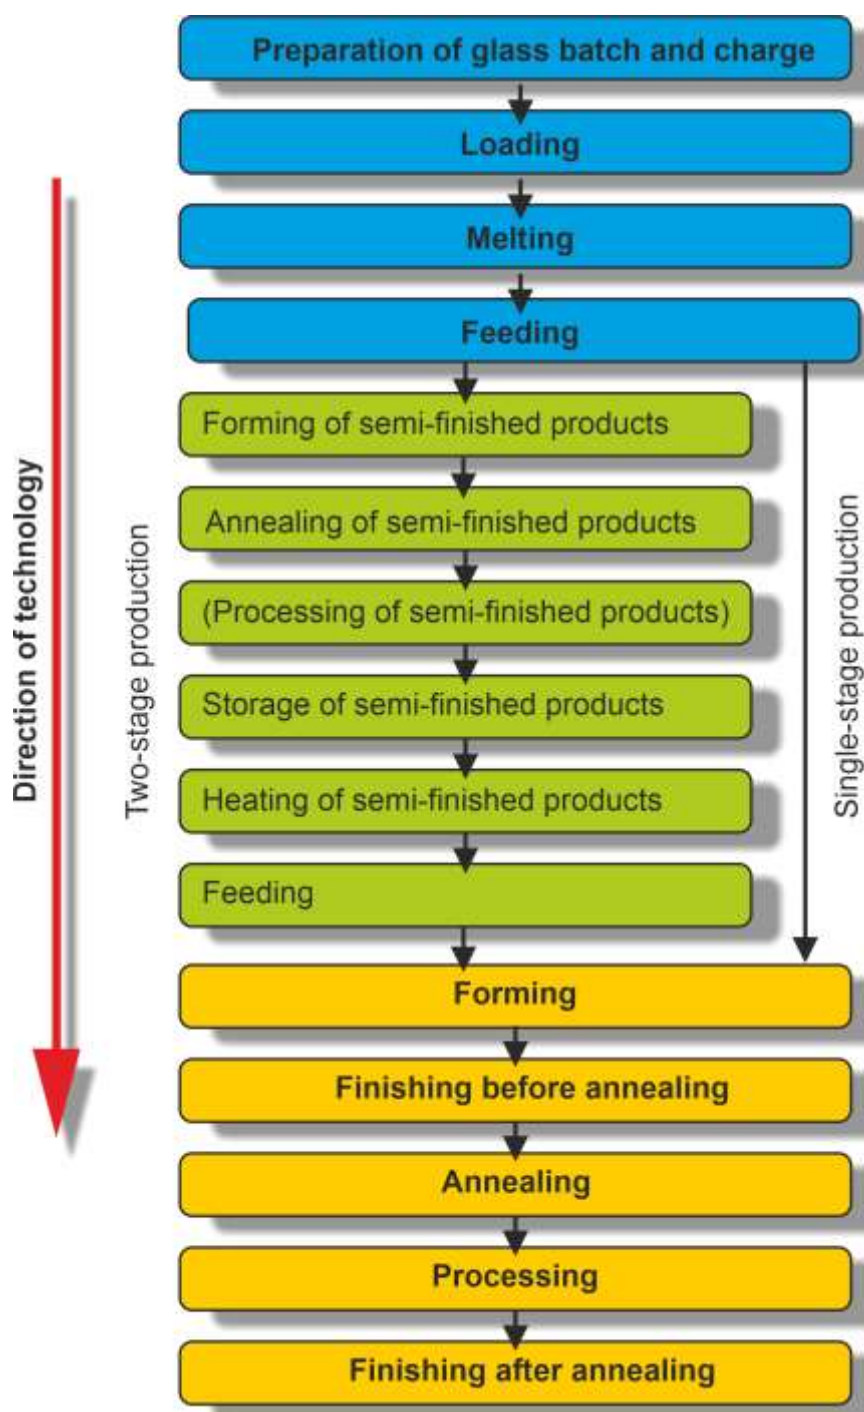 Preparation of glass batch and charge
Loading
Melting
Feeding
Forming of semi-finished products
Annealing of semi-finished products
(Processing of semi-finished products)
Storage of semi-finished products
Heating of semi-finished products
Feeding
Forming
Finishing before annealing
Annealing
Processing
Finishing after annealing
Direction of technology
Two-stage production
Single-stage production